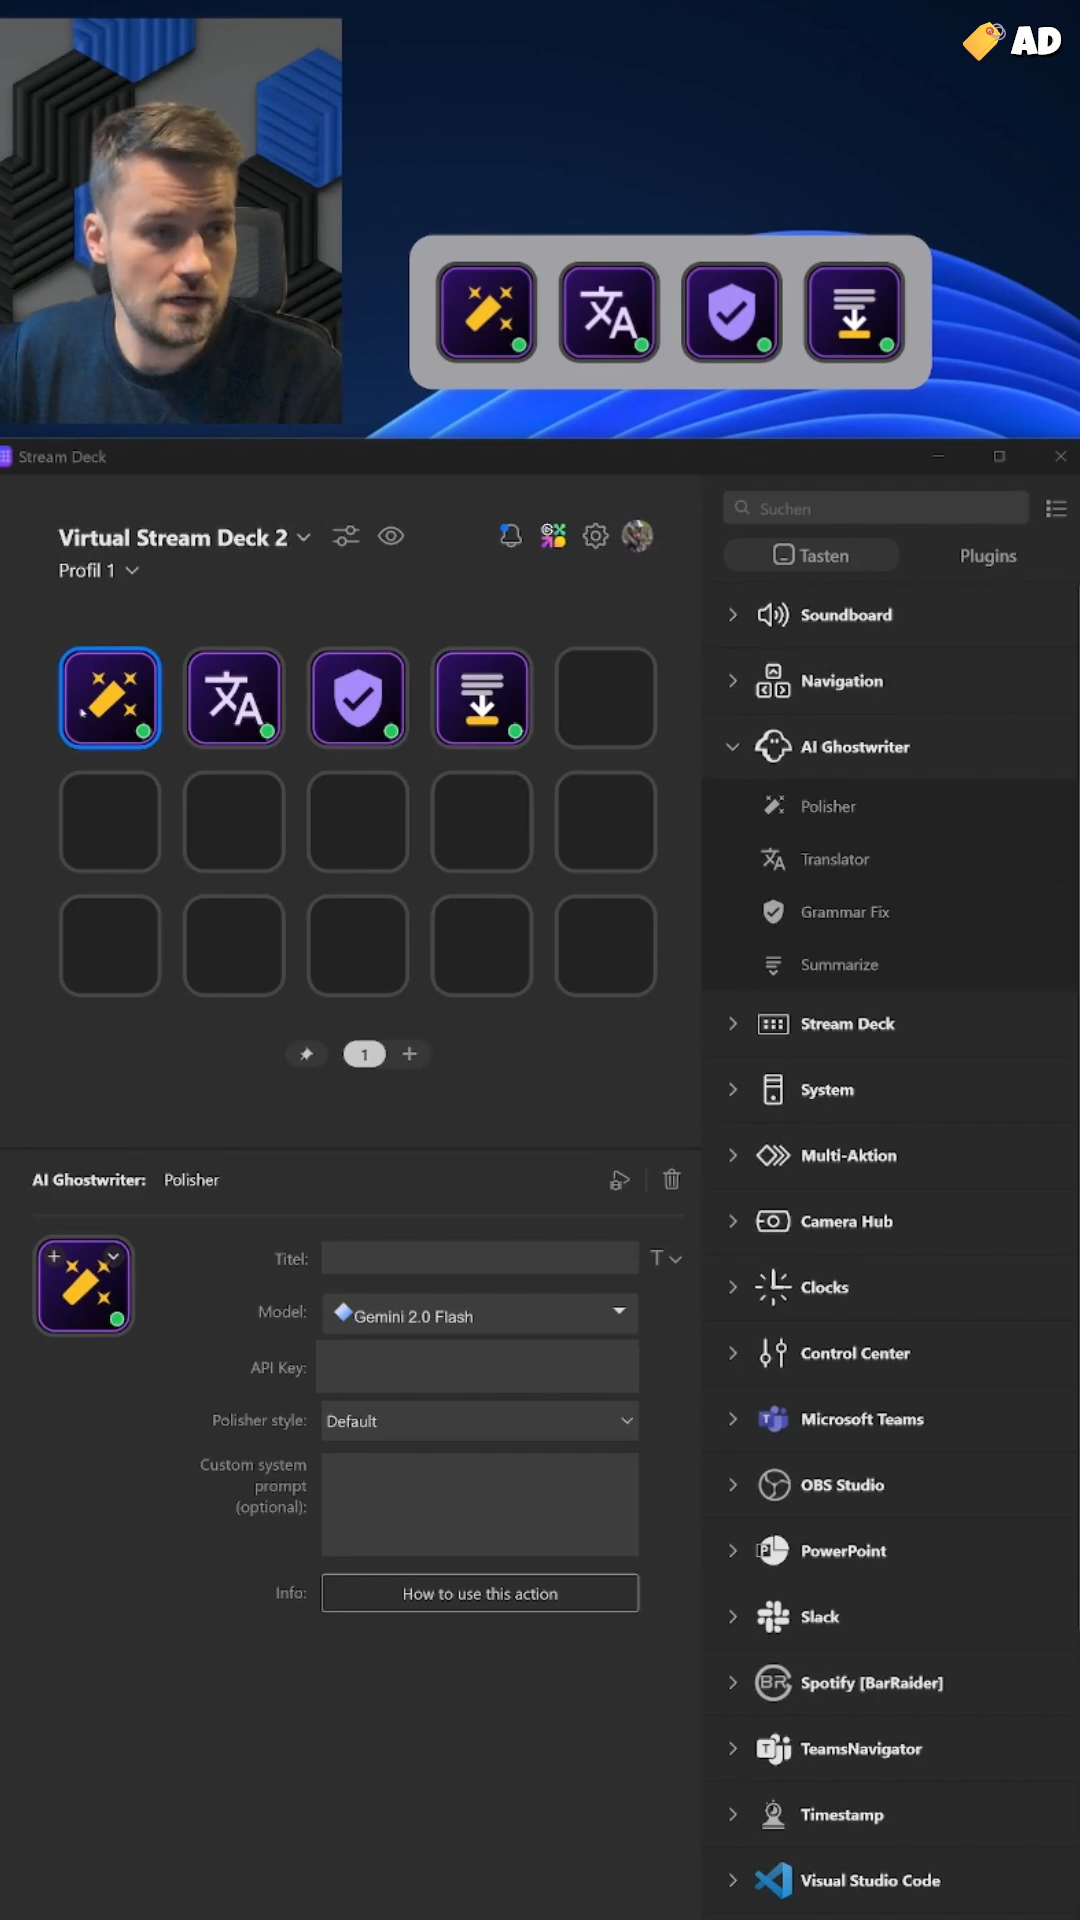 AD
Stream Deck
Virtual Stream Deck 2
Profil 1
Suchen
Tasten
Plugins
Soundboard
Navigation
AI Ghostwriter
Polisher
Translator
Grammar Fix
Summarize
Stream Deck
System
Multi-Aktion
Camera Hub
Clocks
Control Center
Microsoft Teams
OBS Studio
PowerPoint
Slack
Spotify [BarRaider]
TeamsNavigator
Timestamp
Visual Studio Code
1
AI Ghostwriter: Polisher
Titel:
T
Model: Gemini 2.0 Flash
API Key:
Polisher style: Default
Custom system
prompt
(optional):
Info: How to use this action